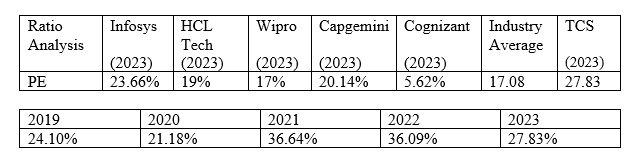 Ratio Infosys HCL Wipro Capgemini Cognizant Industry TCS
Analysis Tech Average
(2023) (2023) (2023) (2023) (2023) (2023)
PE 23.66% 19% 17% 20.14% 5.62% 17.08 27.83
2019 2020 2021 2022 2023
24.10% 21.18% 36.64% 36.09% 27.83%